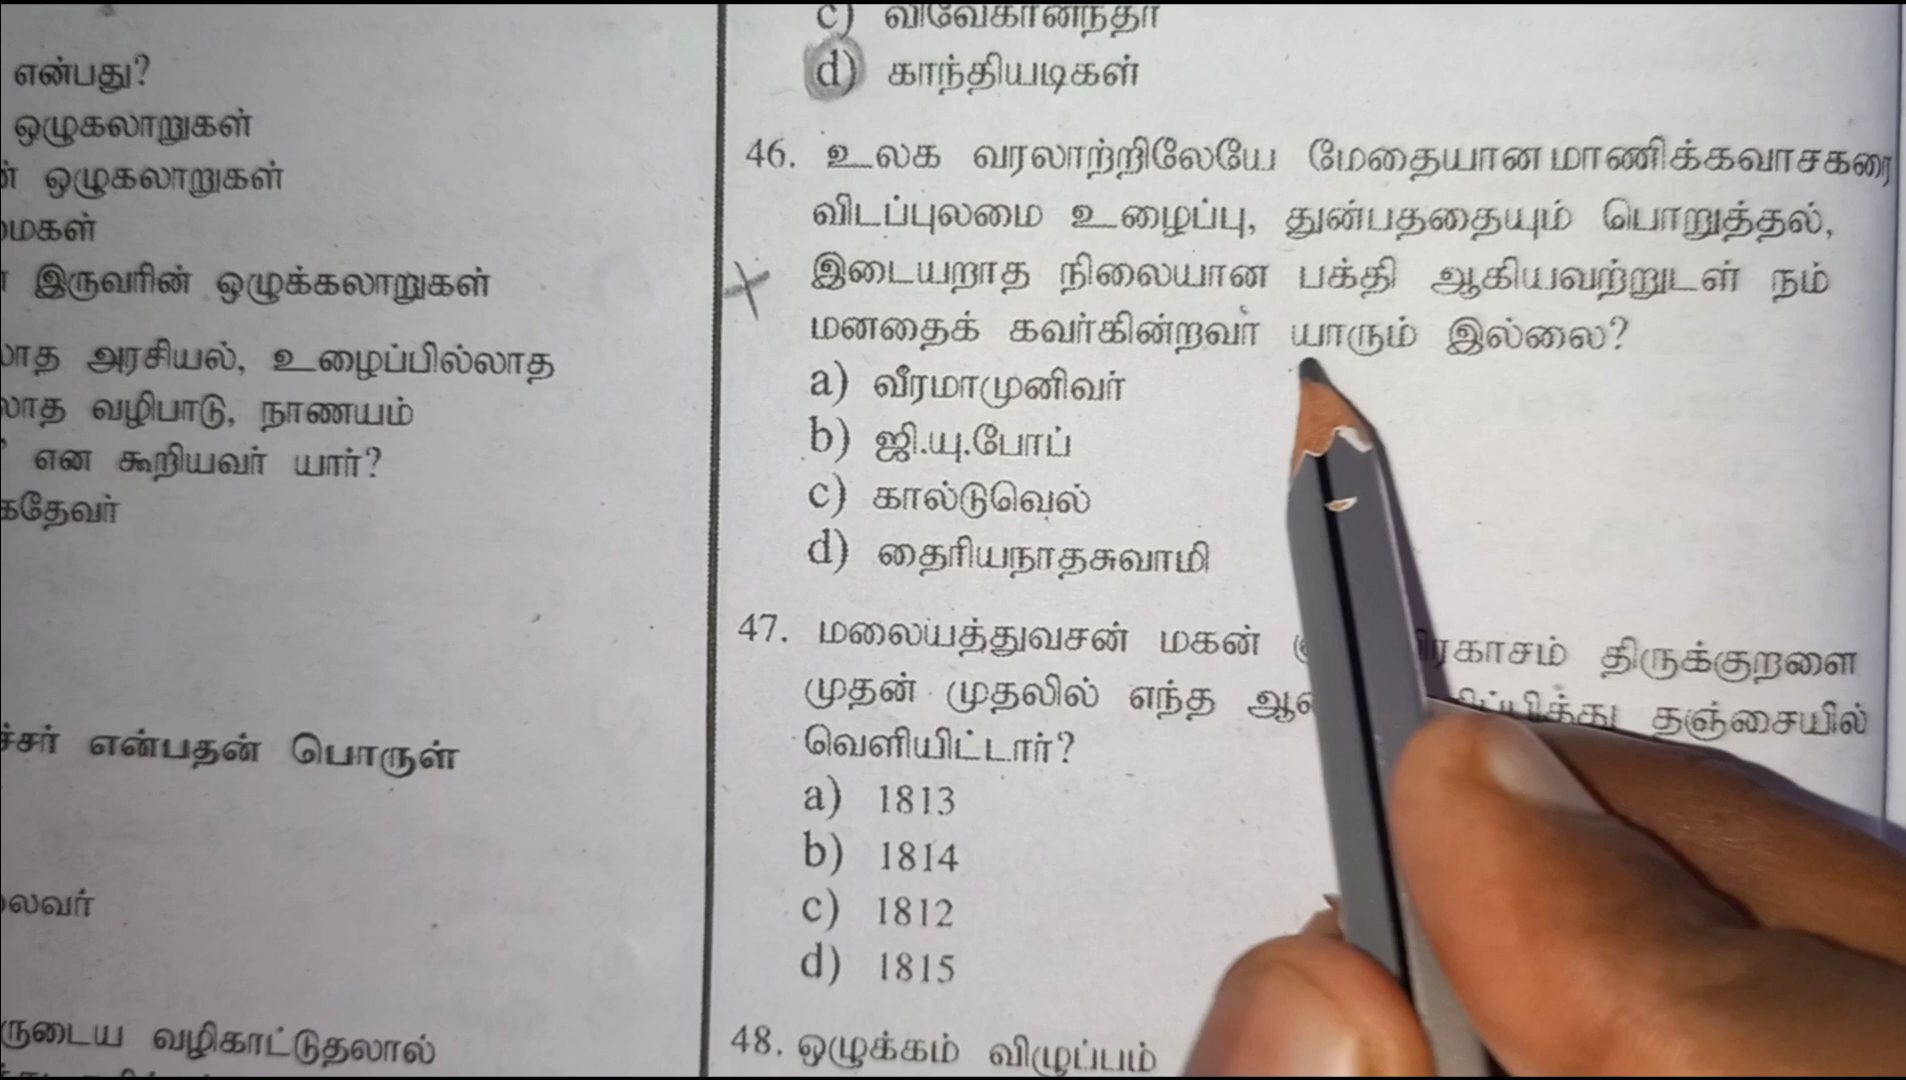 என்பது?
ஒழுகலாறுகள்
ஒழுகலாறுகள்
இருவரின் ஒழுக்கலாறுகள்
அரசியல், உழைப்பில்லாத
வழிபாடு, நாணயம்
என கூறியவர் யார்?
என்பதன் பொருள்
வழிகாட்டுதலால்
c) விவேகானந்தா
d) காந்தியடிகள்
46. உலக வரலாற்றிலேயே மேதையான மாணிக்கவாசகரை
விடப்புலமை உழைப்பு, துன்பததையும் பொறுத்தல்,
இடையறாத நிலையான பக்தி ஆகியவற்றுடள் நம்
மனதைக் கவர்கின்றவர் யாரும் இல்லை?
a) வீரமாமுனிவர்
b) ஜி.யு.போப்
c) கால்டுவெல்
d) தைரியநாதசுவாமி
47. மலையத்துவசன் மகன் திருக்குறளை
முதன் முதலில் எந்த தஞ்சையில்
வெளியிட்டார்?
a) 1813
b) 1814
c) 1812
d) 1815
48. ஒழுக்கம் விழுப்பம்